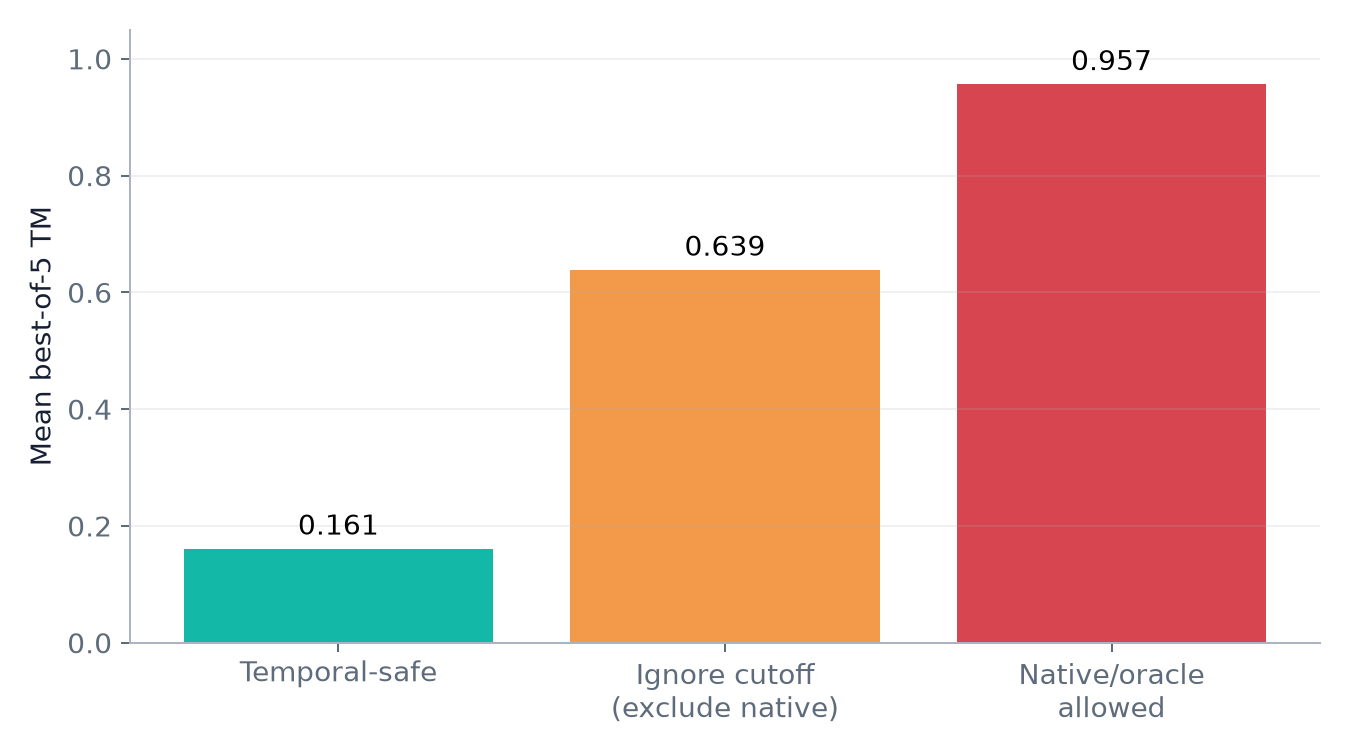 Mean best-of-5 TM
1.0
0.8
0.6
0.4
0.2
0.0
0.161
0.639
0.957
Temporal-safe
Ignore cutoff
(exclude native)
Native/oracle
allowed